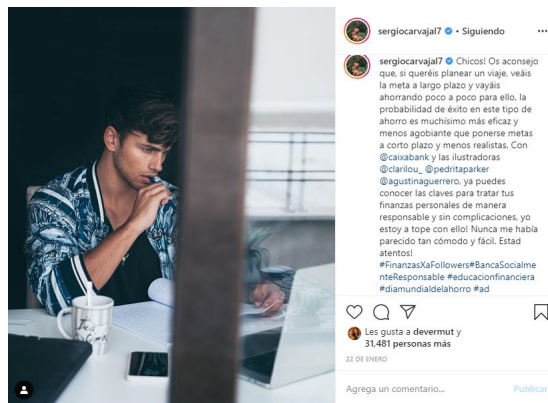 sergiocarvajal7 • Siguiendo
sergiocarvajal7 Chicos! Os aconsejo
que, si queréis planear un viaje, veáis
la meta a largo plazo y vayáis
ahorrando poco a poco para ello, la
probabilidad de éxito en este tipo de
ahorro es muchísimo más eficaz y
menos agobiante que ponerse metas
a corto plazo y menos realistas. Con
@caixabank y las ilustradoras
@clarilou_ @pedritaparker
@agustinaguerrero, ya puedes
conocer las claves para tratar tus
finanzas personales de manera
responsable y sin complicaciones, yo
estoy a tope con ello! Nunca me había
parecido tan cómodo y fácil. Estad
atentos!
#FinanzasXaFollowers#BancaSocialme
nteResponsable #educacionfinanciera
#diamundialdelahorro #ad
Les gusta a devermut y
31,481 personas más
22 DE ENERO
Agrega un comentario...
Publicar